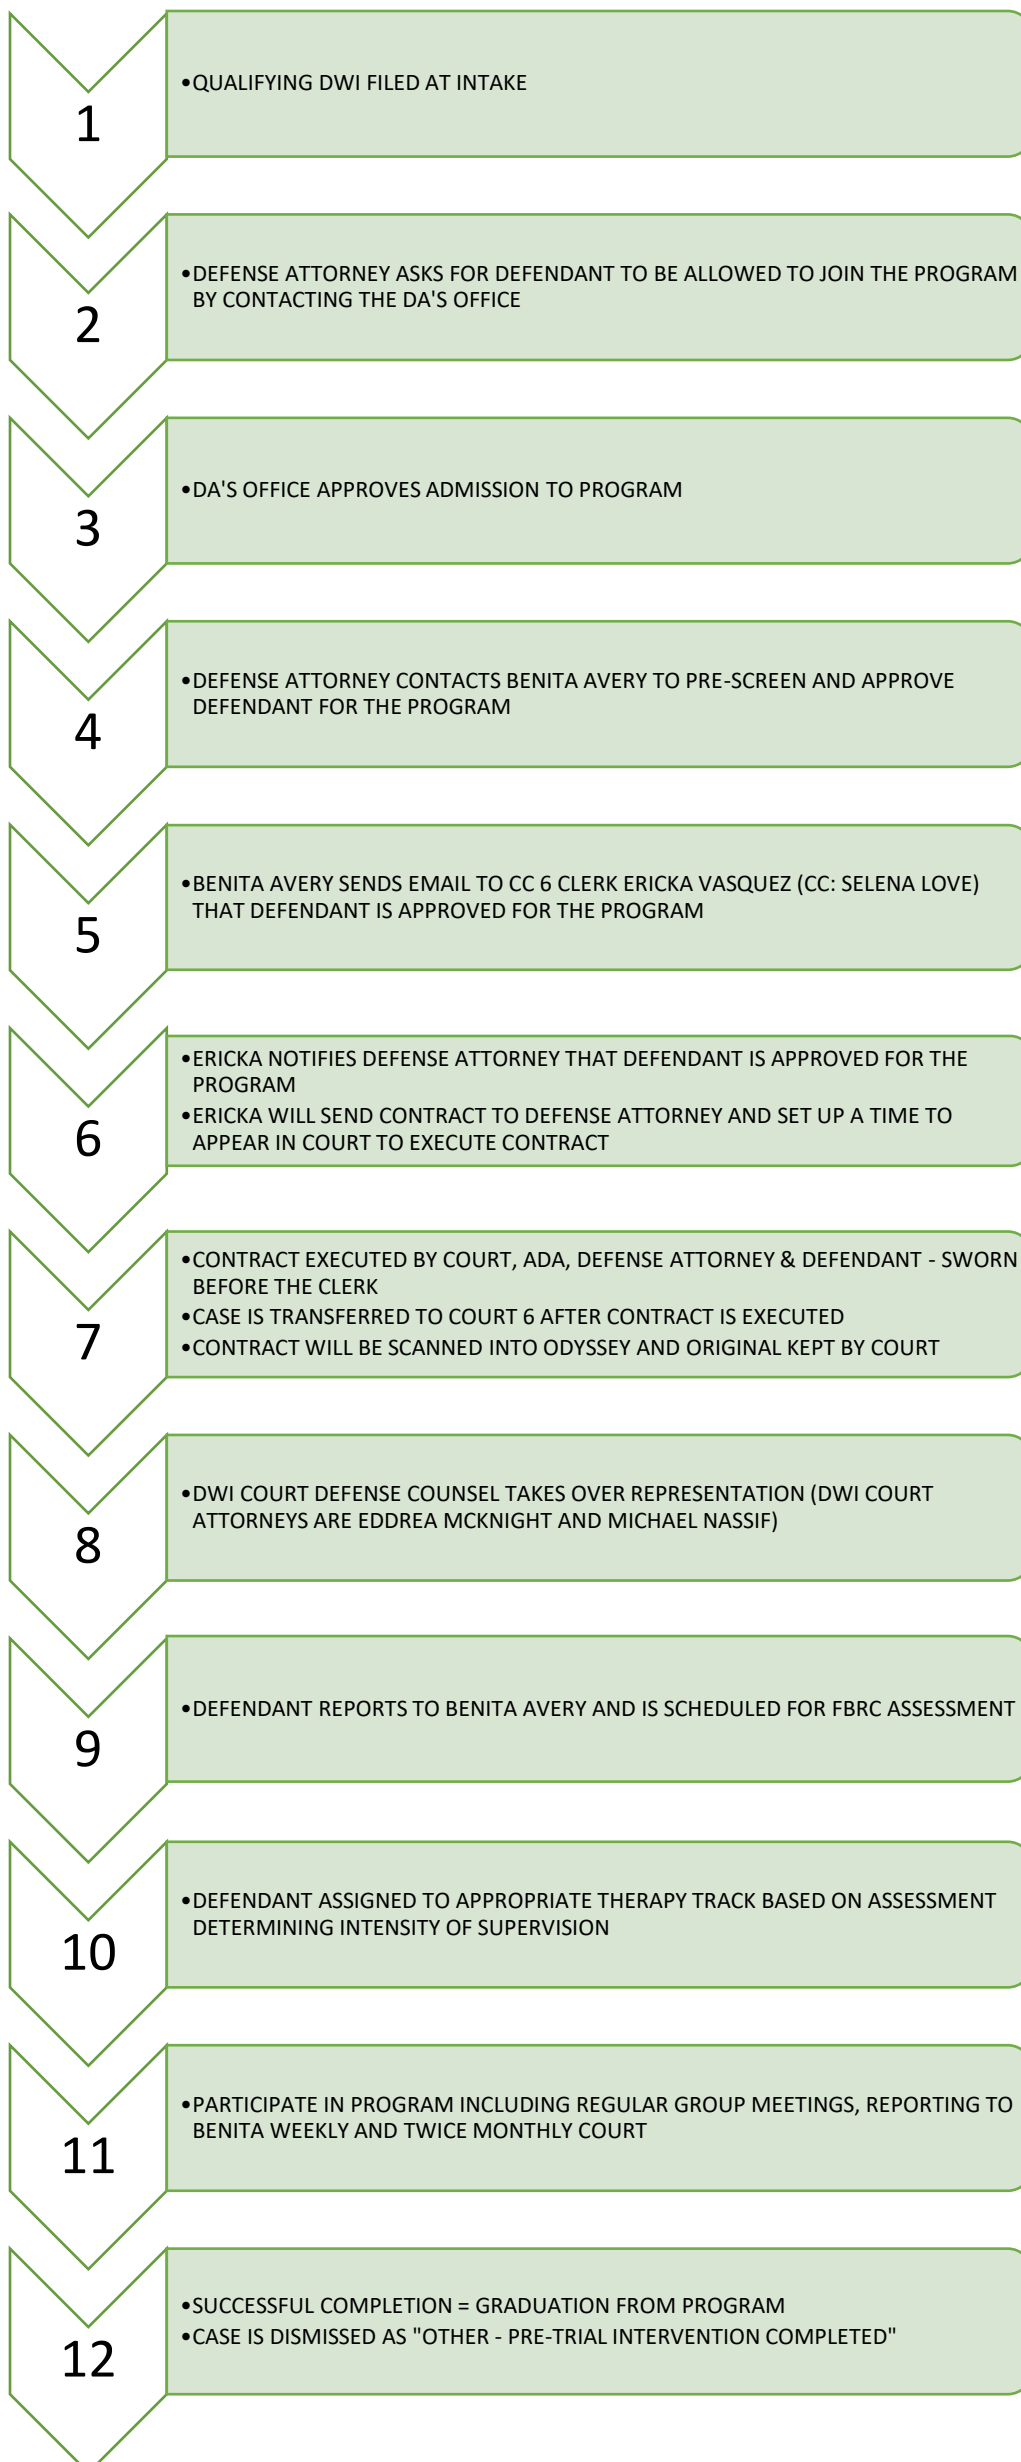 1
•QUALIFYING DWI FILED AT INTAKE
2
•DEFENSE ATTORNEY ASKS FOR DEFENDANT TO BE ALLOWED TO JOIN THE PROGRAM
BY CONTACTING THE DA'S OFFICE
3
•DA'S OFFICE APPROVES ADMISSION TO PROGRAM
4
•DEFENSE ATTORNEY CONTACTS BENITA AVERY TO PRE-SCREEN AND APPROVE
DEFENDANT FOR THE PROGRAM
5
•BENITA AVERY SENDS EMAIL TO CC 6 CLERK ERICKA VASQUEZ (CC: SELENA LOVE)
THAT DEFENDANT IS APPROVED FOR THE PROGRAM
6
•ERICKA NOTIFIES DEFENSE ATTORNEY THAT DEFENDANT IS APPROVED FOR THE
PROGRAM
•ERICKA WILL SEND CONTRACT TO DEFENSE ATTORNEY AND SET UP A TIME TO
APPEAR IN COURT TO EXECUTE CONTRACT
7
•CONTRACT EXECUTED BY COURT, ADA, DEFENSE ATTORNEY & DEFENDANT - SWORN
BEFORE THE CLERK
•CASE IS TRANSFERRED TO COURT 6 AFTER CONTRACT IS EXECUTED
•CONTRACT WILL BE SCANNED INTO ODYSSEY AND ORIGINAL KEPT BY COURT
8
•DWI COURT DEFENSE COUNSEL TAKES OVER REPRESENTATION (DWI COURT
ATTORNEYS ARE EDDREA MCKNIGHT AND MICHAEL NASSIF)
9
•DEFENDANT REPORTS TO BENITA AVERY AND IS SCHEDULED FOR FBRC ASSESSMENT
10
•DEFENDANT ASSIGNED TO APPROPRIATE THERAPY TRACK BASED ON ASSESSMENT
DETERMINING INTENSITY OF SUPERVISION
11
•PARTICIPATE IN PROGRAM INCLUDING REGULAR GROUP MEETINGS, REPORTING TO
BENITA WEEKLY AND TWICE MONTHLY COURT
12
•SUCCESSFUL COMPLETION = GRADUATION FROM PROGRAM
•CASE IS DISMISSED AS "OTHER - PRE-TRIAL INTERVENTION COMPLETED"